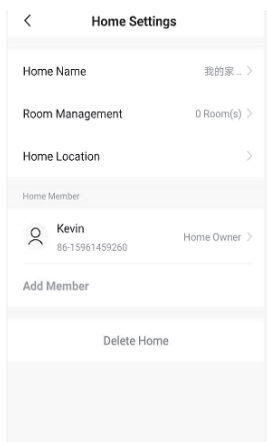 Home Settings
Home Name 我的家 ...
Room Management 0 Room(s)
Home Location
Home Member
Kevin
86-15961459260
Home Owner
Add Member
Delete Home